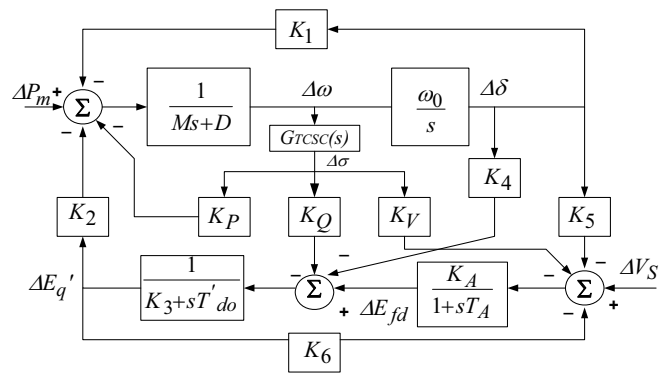 K1
ΔPm + − Σ − − −
1
Ms+D
Δω
ω0
s
Δδ
GTCSC(s)
Δσ
K4
K2
KP
KQ
KV
K5
ΔEq'
1
K3+sT'do
− − Σ +
ΔEfd
KA
1+sTA
− − − Σ − +
ΔVS
K6